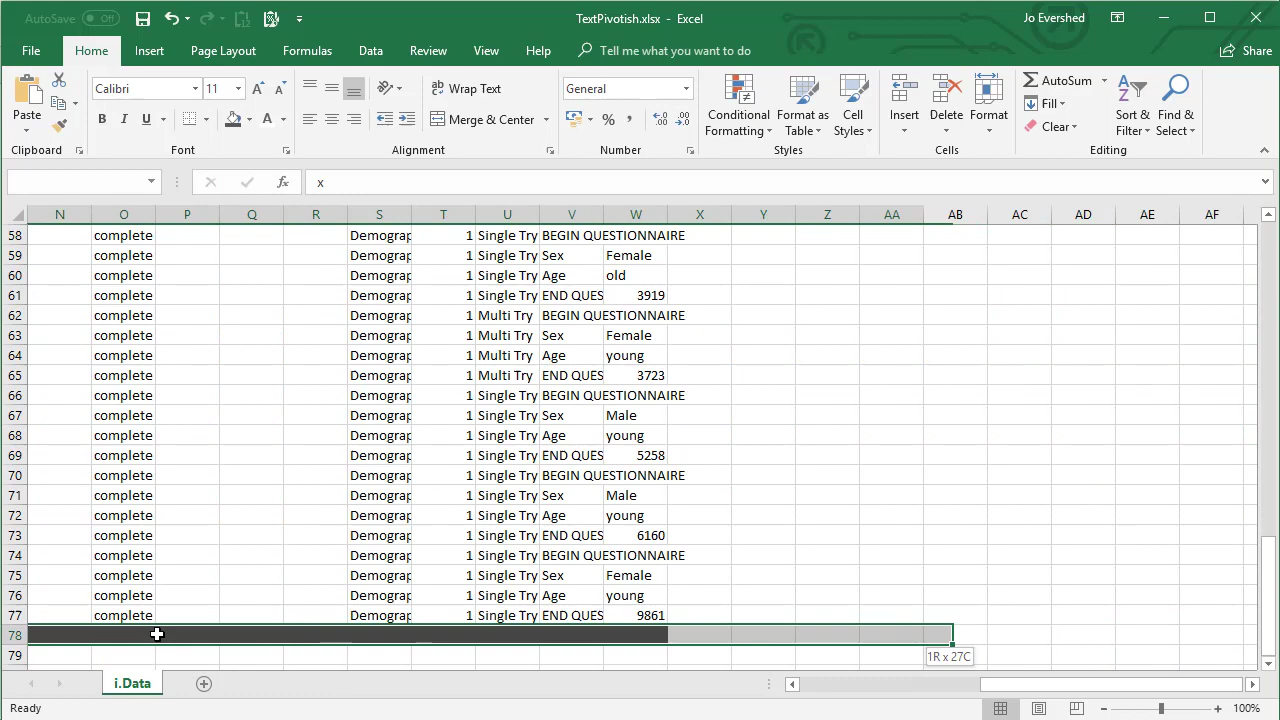 AutoSave Off TextPivotish.xlsx - Excel Jo Evershed
File Home Insert Page Layout Formulas Data Review View Help Tell me what you want to do Share
Calibri 11 Wrap Text General AutoSum
Paste B I U Merge & Center % , Conditional Formatting Format as Table Cell Styles Insert Delete Format Fill Clear Sort & Filter Find & Select
Clipboard Font Alignment Number Styles Cells Editing
fx x
N O P Q R S T U V W X Y Z AA AB AC AD AE AF
58 complete Demograp 1 Single Try BEGIN QUESTIONNAIRE
59 complete Demograp 1 Single Try Sex Female
60 complete Demograp 1 Single Try Age old
61 complete Demograp 1 Single Try END QUES 3919
62 complete Demograp 1 Multi Try BEGIN QUESTIONNAIRE
63 complete Demograp 1 Multi Try Sex Female
64 complete Demograp 1 Multi Try Age young
65 complete Demograp 1 Multi Try END QUES 3723
66 complete Demograp 1 Single Try BEGIN QUESTIONNAIRE
67 complete Demograp 1 Single Try Sex Male
68 complete Demograp 1 Single Try Age young
69 complete Demograp 1 Single Try END QUES 5258
70 complete Demograp 1 Single Try BEGIN QUESTIONNAIRE
71 complete Demograp 1 Single Try Sex Male
72 complete Demograp 1 Single Try Age young
73 complete Demograp 1 Single Try END QUES 6160
74 complete Demograp 1 Single Try BEGIN QUESTIONNAIRE
75 complete Demograp 1 Single Try Sex Female
76 complete Demograp 1 Single Try Age young
77 complete Demograp 1 Single Try END QUES 9861
78
79 1R x 27C
i.Data
Ready 100%